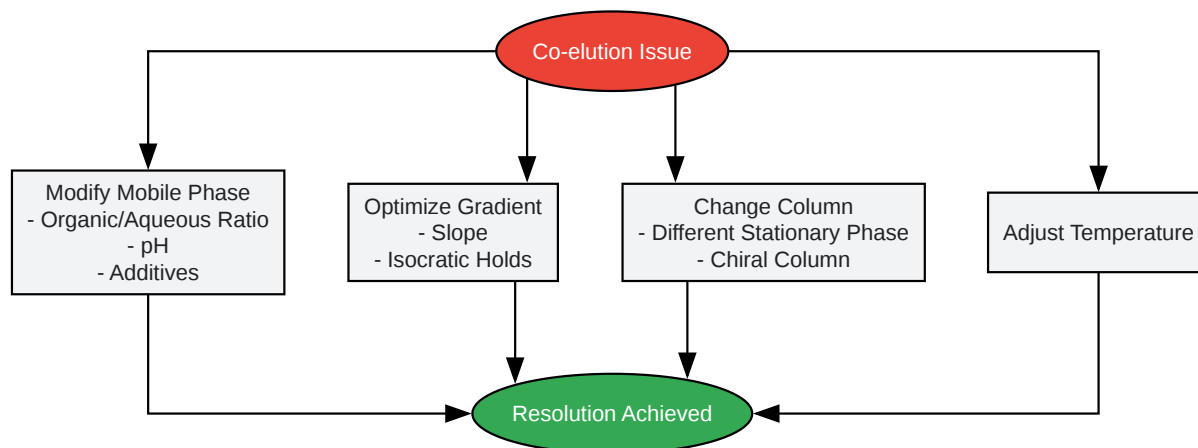 Co-elution Issue
Modify Mobile Phase
- Organic/Aqueous Ratio
- pH
- Additives
Optimize Gradient
- Slope
- Isocratic Holds
Change Column
- Different Stationary Phase
- Chiral Column
Adjust Temperature
Resolution Achieved